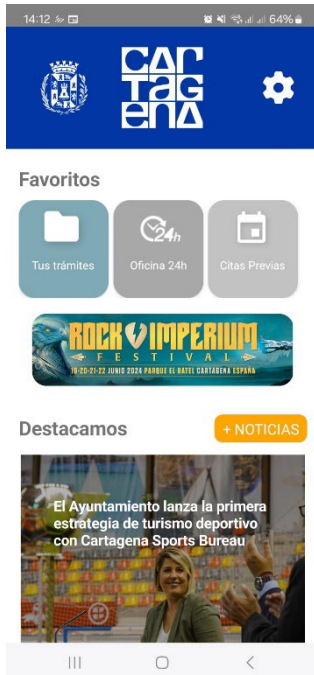 14:12
64%
CAR
TAG
ENA
Favoritos
Tus trámites
24h
Oficina 24h
Citas Previas
ROCK IMPERIUM
FESTIVAL
19·20·21·22 JUNIO 2024 PARQUE EL BATEL CARTAGENA ESPAÑA
Destacamos
+ NOTICIAS
El Ayuntamiento lanza la primera
estrategia de turismo deportivo
con Cartagena Sports Bureau